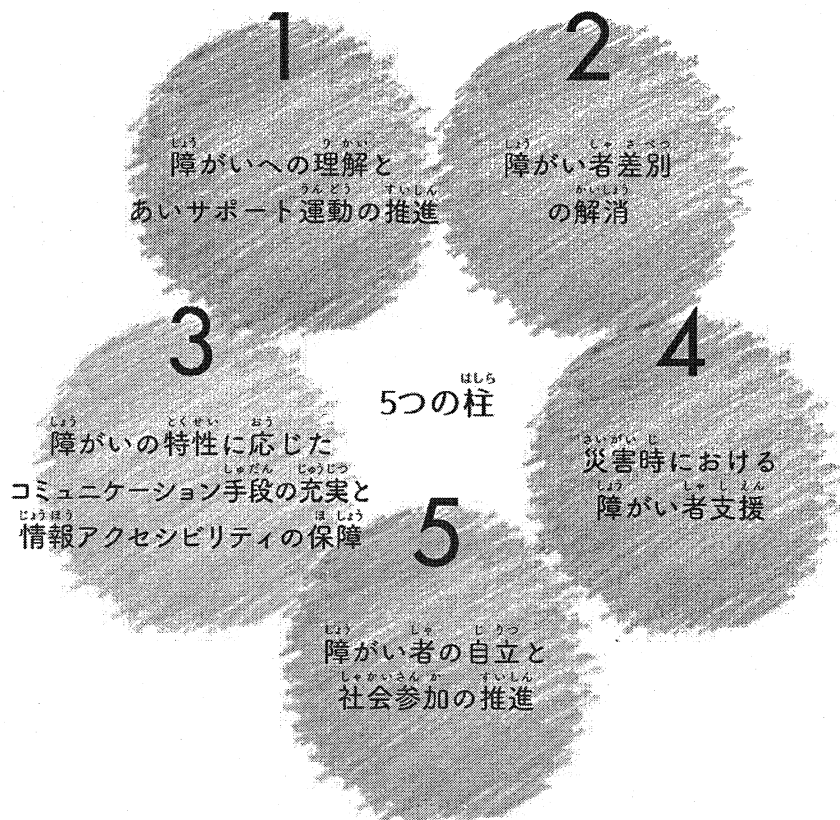 1
障がいへの理解と
あいサポート運動の推進
2
障がい者差別
の解消
5つの柱
3
障がいの特性に応じた
コミュニケーション手段の充実と
情報アクセシビリティの保障
4
災害時における
障がい者支援
5
障がい者の自立と
社会参加の推進